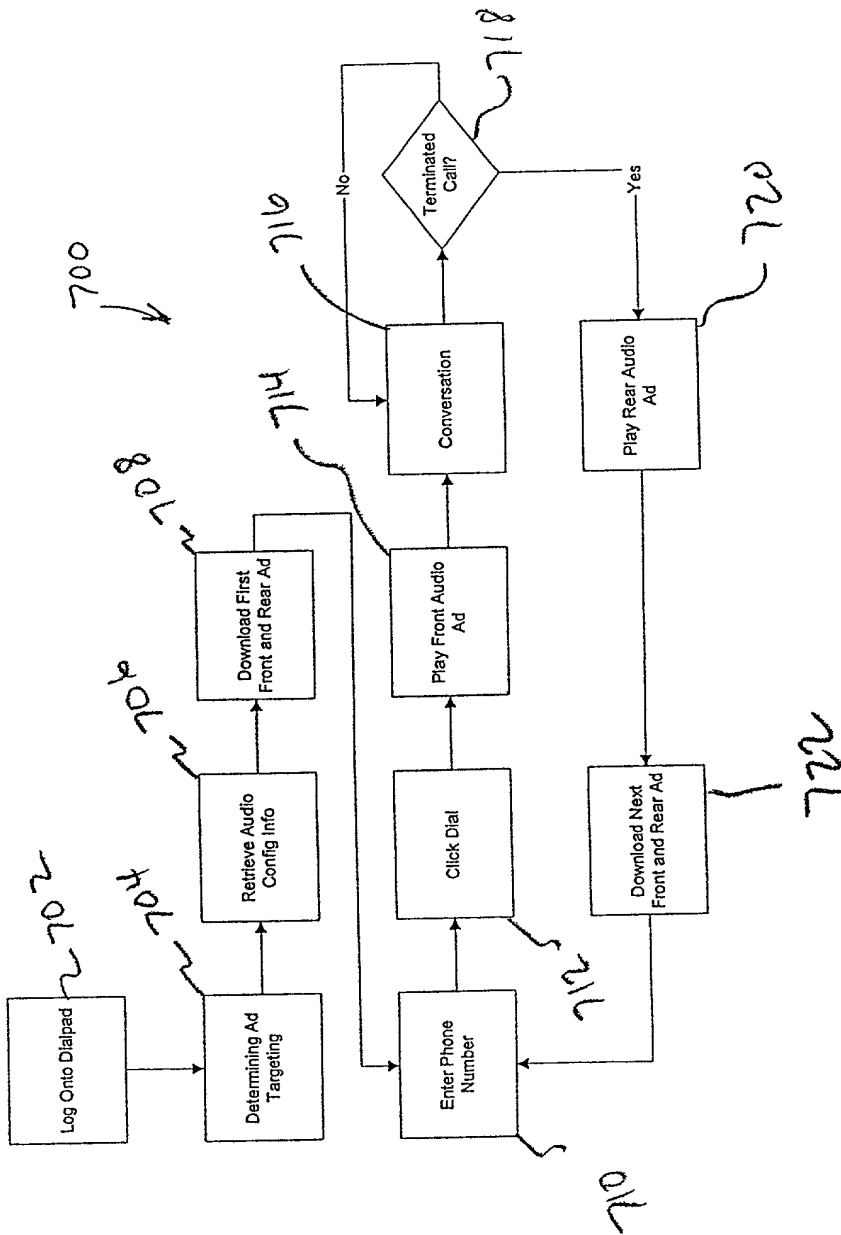 700
Log Onto Dialpad
702
Determining Ad
Targeting
704
Retrieve Audio
Config Info
706
Download First
Front and Rear Ad
708
Enter Phone
Number
710
Click Dial
712
Play Front Audio
Ad
714
Conversation
716
Terminated
Call?
718
No
Yes
Play Rear Audio
Ad
720
Download Next
Front and Rear Ad
722